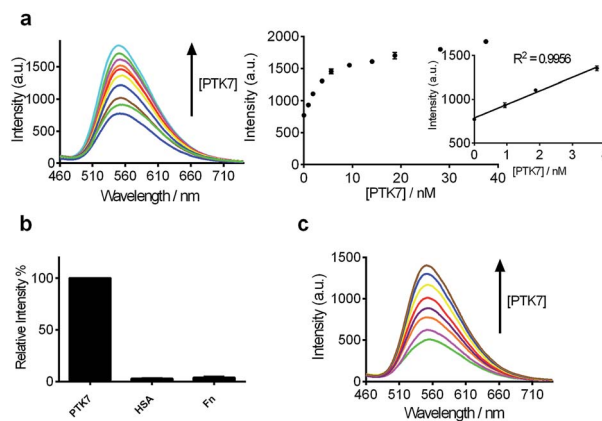 a
Intensity (a.u.)
1500
1000
500
0
460
510
560
610
660
710
Wavelength / nm
[PTK7]
Intensity (a.u.)
2000
1500
1000
500
0
0
10
20
30
40
[PTK7] / nM
R² = 0.9956
Intensity (a.u.)
1500
1000
500
0
0
1
2
3
[PTK7] / nM
b
Relative Intensity %
100
50
0
PTK7
HSA
Fn
c
Intensity (a.u.)
1500
1000
500
0
460
510
560
610
660
710
Wavelength / nm
[PTK7]